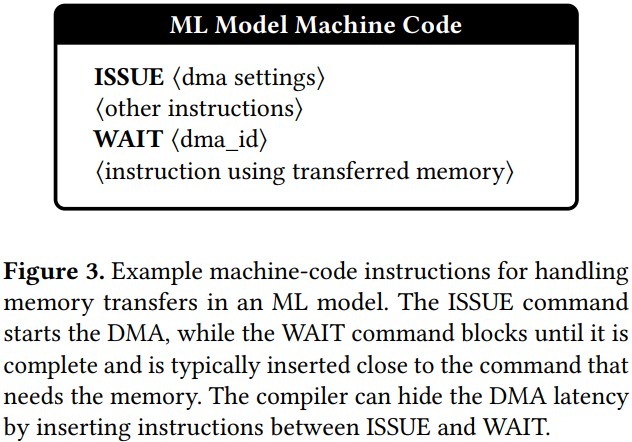 ML Model Machine Code
ISSUE ⟨dma settings⟩
⟨other instructions⟩
WAIT ⟨dma_id⟩
⟨instruction using transferred memory⟩
Figure 3. Example machine-code instructions for handling
memory transfers in an ML model. The ISSUE command
starts the DMA, while the WAIT command blocks until it is
complete and is typically inserted close to the command that
needs the memory. The compiler can hide the DMA latency
by inserting instructions between ISSUE and WAIT.